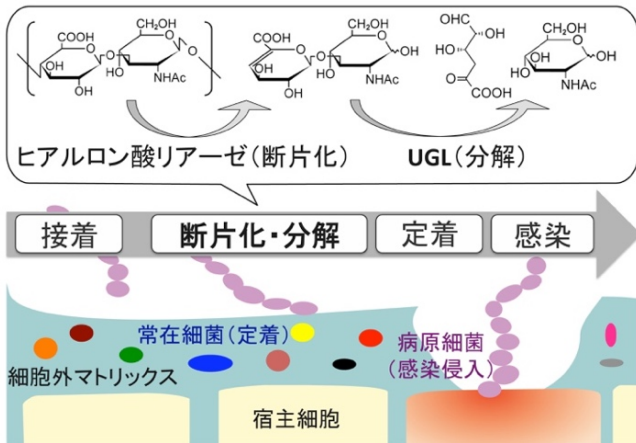 COOH
CH₂OH
O
O
O
O
OH
HO
OH
NHAc
COOH
CH₂OH
O
O
O
OH
HO
OH
OH
NHAc
OHC
OH
HO
O
COOH
CH₂OH
O
HO
HO
OH
NHAc
ヒアルロン酸リアーゼ(断片化)
UGL(分解)
接着
断片化・分解
定着
感染
常在細菌(定着)
病原細菌
(感染侵入)
細胞外マトリックス
宿主細胞